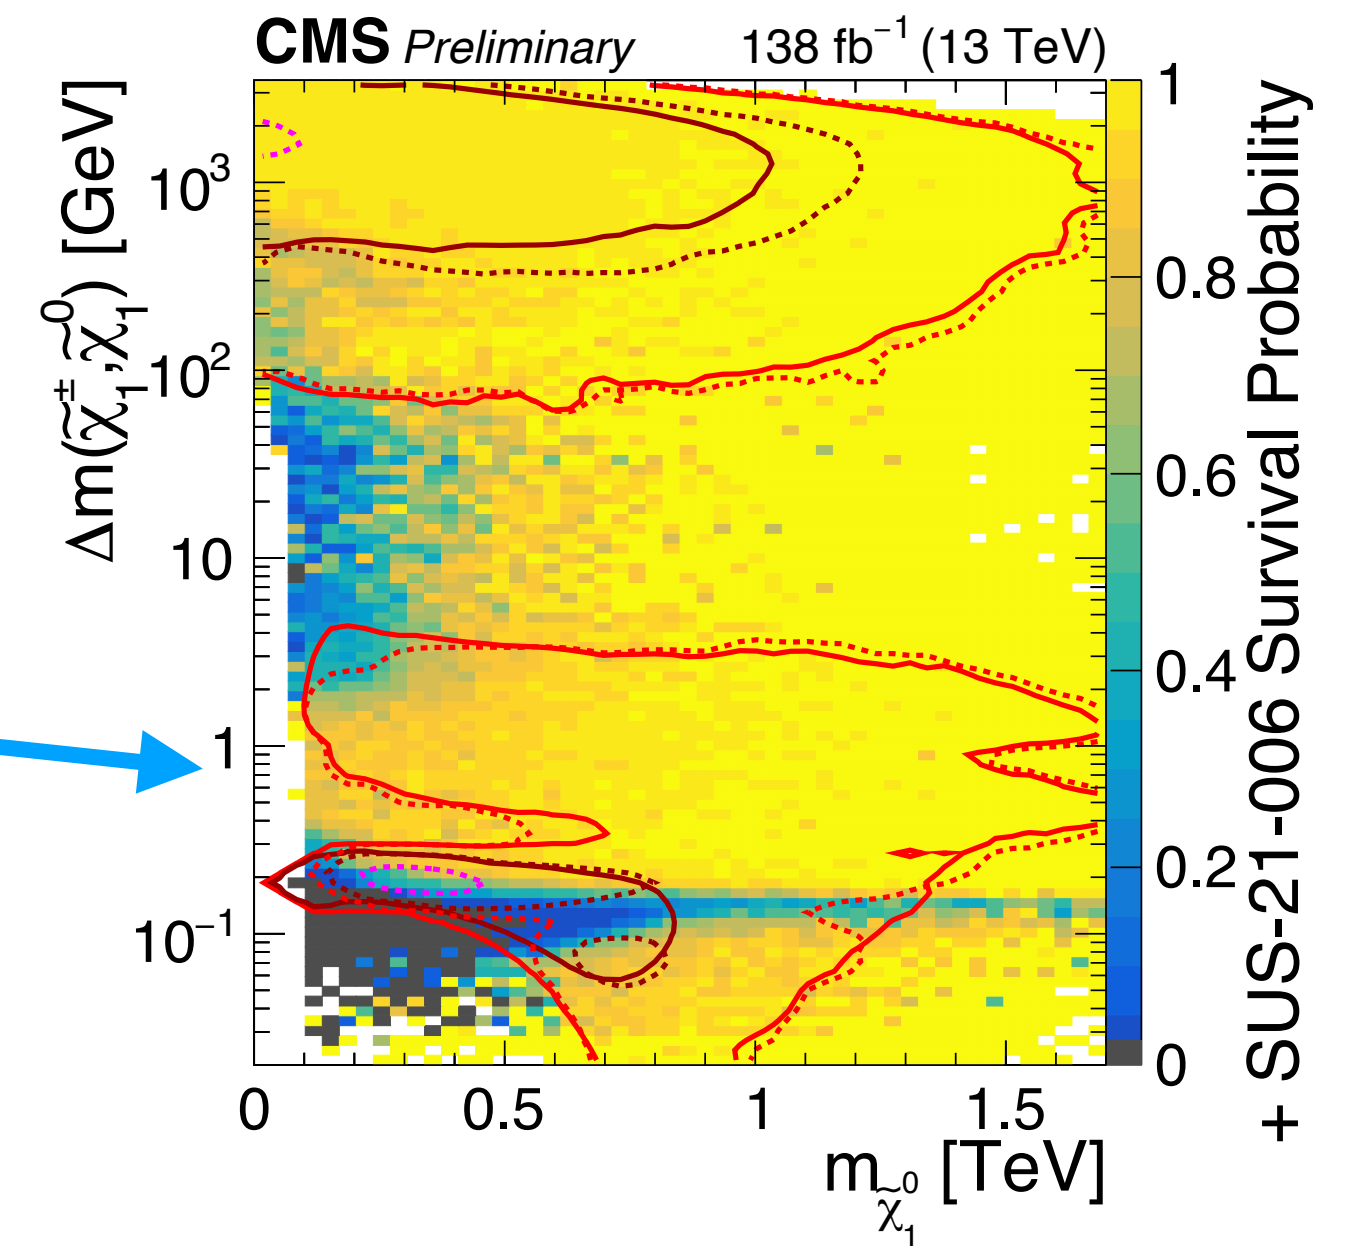 CMS Preliminary 138 fb⁻¹ (13 TeV)
Δm(χ̃₁±,χ̃₁⁰) [GeV]
10³
10²
10
1
10⁻¹
0 0.5 1 1.5
m_χ̃₁⁰ [TeV]
1
0.8
0.6
0.4
0.2
0
+ SUS-21-006 Survival Probability